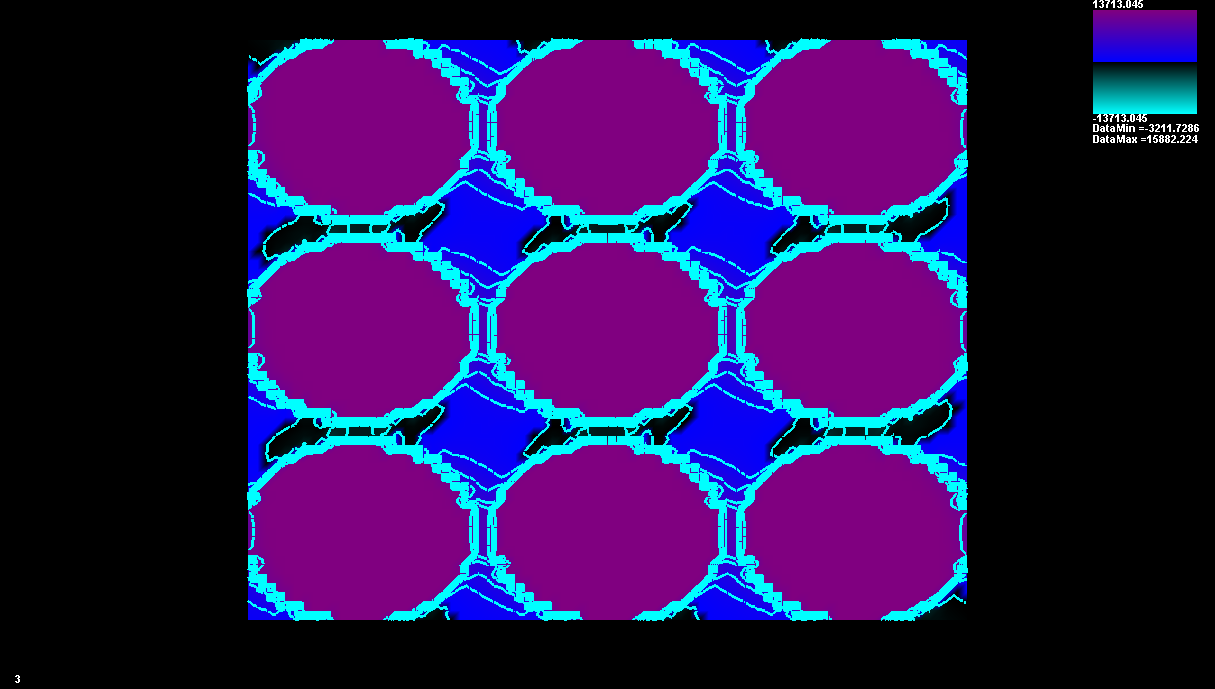 13713.045
-13713.045
DataMin =-3211.7286
DataMax =15882.224
3